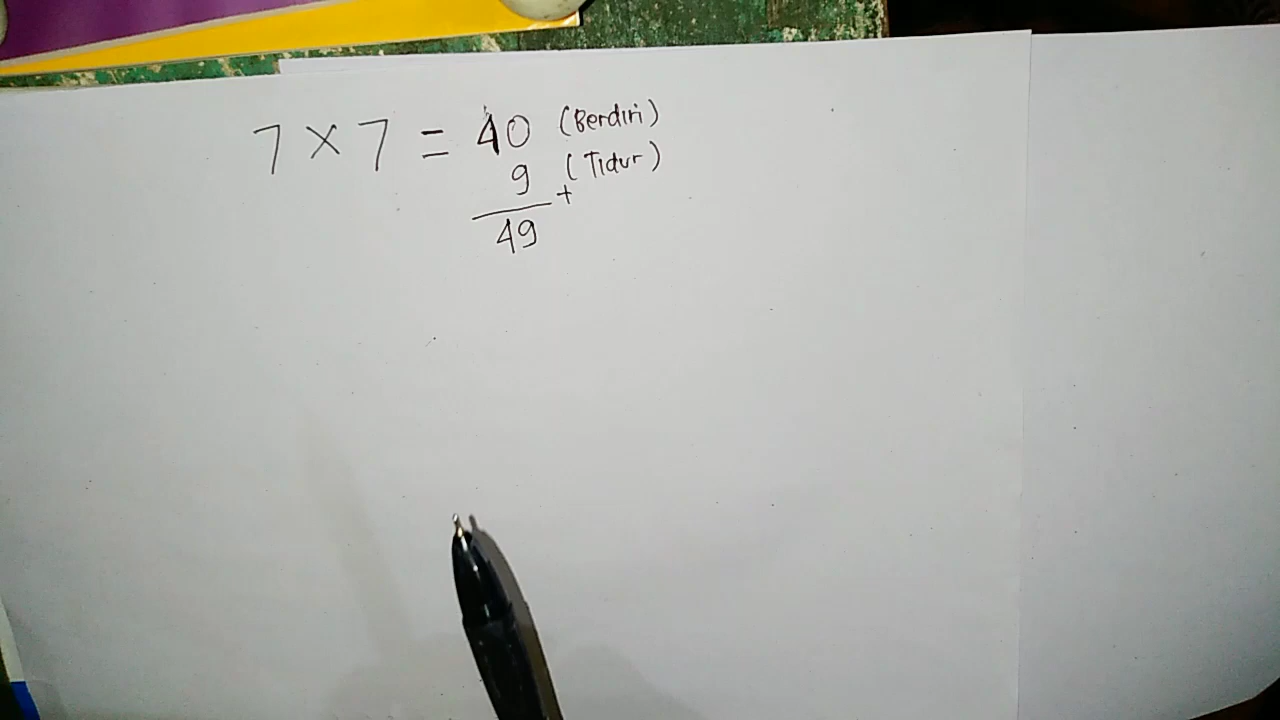 7 × 7 = 40 (Berdiri)
9 (Tidur)
+
49